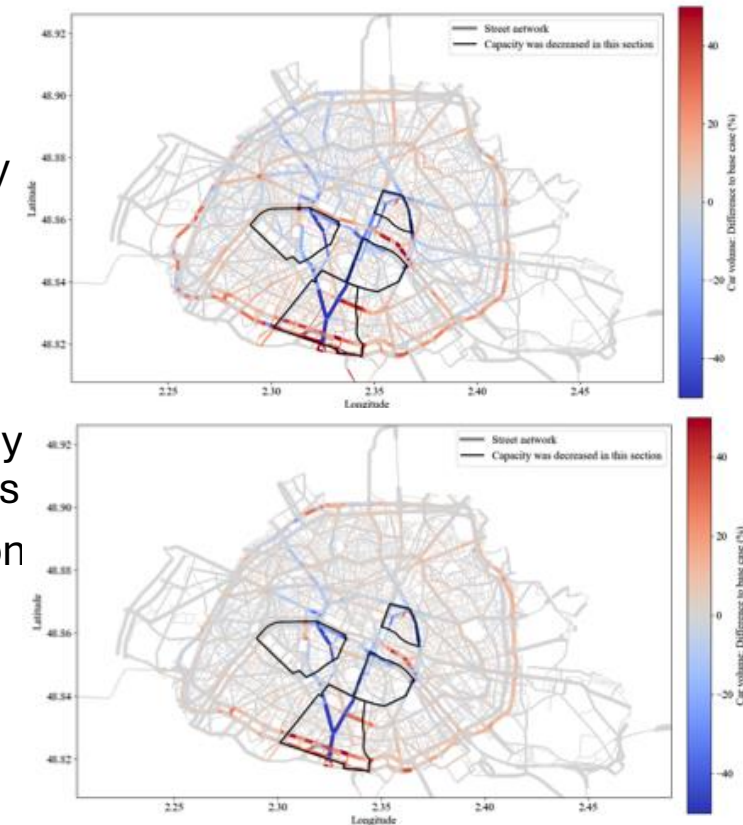 48.92
48.90
48.88
48.86
48.84
48.82
Latitude
2.25
2.30
2.35
2.40
2.45
Longitude
Street network
Capacity was decreased in this section
40
20
0
−20
−40
Car volume: Difference to base case (%)
y
y
s
on
48.92
48.90
48.88
48.86
48.84
48.82
Latitude
2.25
2.30
2.35
2.40
2.45
Longitude
Street network
Capacity was decreased in this section
40
20
0
−20
−40
Car volume: Difference to base case (%)